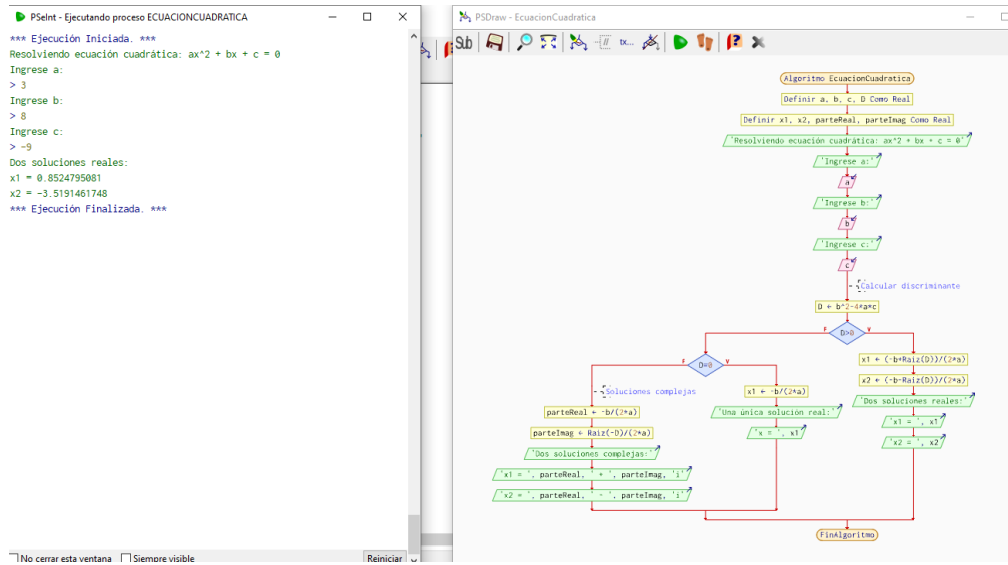 PSeInt - Ejecutando proceso ECUACIONCUADRATICA
*** Ejecución Iniciada. ***
Resolviendo ecuación cuadrática: ax^2 + bx + c = 0
Ingrese a:
> 3
Ingrese b:
> 8
Ingrese c:
> -9
Dos soluciones reales:
x1 = 0.8524795081
x2 = -3.5191461748
*** Ejecución Finalizada. ***
No cerrar esta ventana Siempre visible Reiniciar
PSDraw - EcuacionCuadratica
Sub tx...
Algoritmo EcuacionCuadratica
Definir a, b, c, D Como Real
Definir x1, x2, parteReal, parteImag Como Real
'Resolviendo ecuación cuadrática: ax^2 + bx + c = 0'
'Ingrese a:'
a
'Ingrese b:'
b
'Ingrese c:'
c
Calcular discriminante
D ← b^2-4*a*c
F D>0 V
x1 ← (-b+Raiz(D))/(2*a)
x2 ← (-b-Raiz(D))/(2*a)
'Dos soluciones reales:'
'x1 = ', x1
'x2 = ', x2
F D=0 V
x1 ← -b/(2*a)
'Una única solución real:'
'x = ', x1
Soluciones complejas
parteReal ← -b/(2*a)
parteImag ← Raiz(-D)/(2*a)
'Dos soluciones complejas:'
'x1 = ', parteReal, ' + ', parteImag, 'i'
'x2 = ', parteReal, ' - ', parteImag, 'i'
FinAlgoritmo